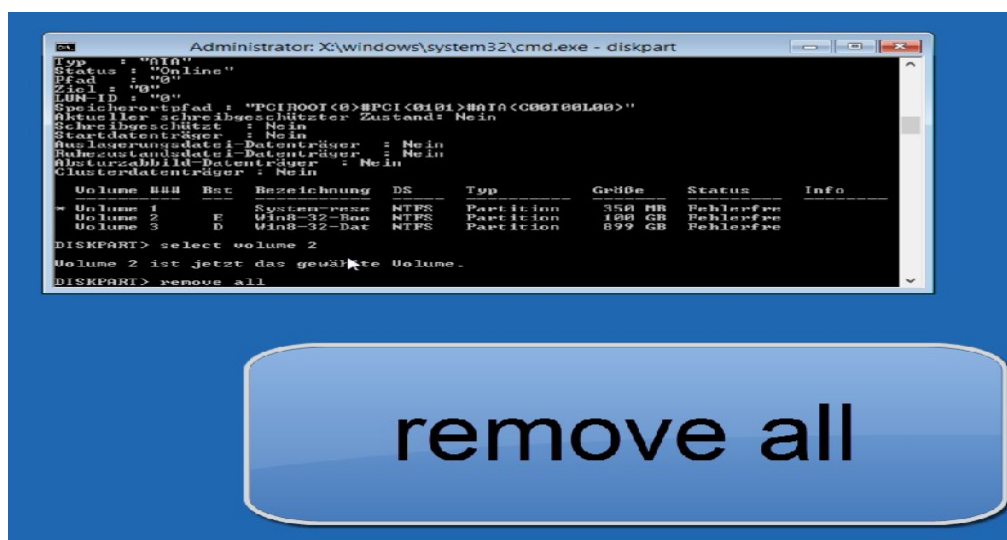 Administrator: X:\windows\system32\cmd.exe - diskpart
Typ : "ATA"
Status : "Online"
Pfad : "0"
Ziel : "0"
LUN-ID : "0"
Speicherortpfad : "PCIROOT(0)#PCI(0101)#ATA(C00T00L00)"
Aktueller schreibgeschützter Zustand: Nein
Schreibgeschützt : Nein
Startdatenträger : Nein
Auslagerungsdatei-Datenträger : Nein
Ruhezustandsdatei-Datenträger : Nein
Absturzabbild-Datenträger : Nein
Clusterdatenträger : Nein
Volume ### Bst Bezeichnung DS Typ Größe Status Info
* Volume 1 System-rese NTFS Partition 350 MB Fehlerfre
Volume 2 E Win8-32-Boo NTFS Partition 100 GB Fehlerfre
Volume 3 D Win8-32-Dat NTFS Partition 899 GB Fehlerfre
DISKPART> select volume 2
Volume 2 ist jetzt das gewählte Volume.
DISKPART> remove all
remove all